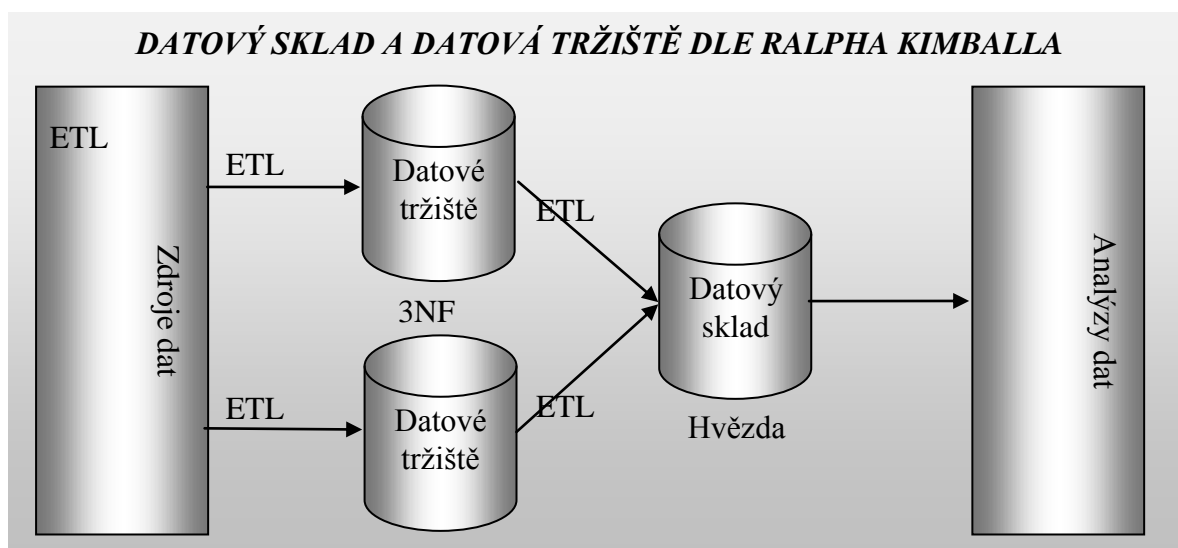 DATOVÝ SKLAD A DATOVÁ TRŽIŠTĚ DLE RALPHA KIMBALLA
ETL
Zdroje dat
ETL
Datové
tržiště
3NF
ETL
Datové
tržiště
ETL
ETL
Datový
sklad
Hvězda
Analýzy dat